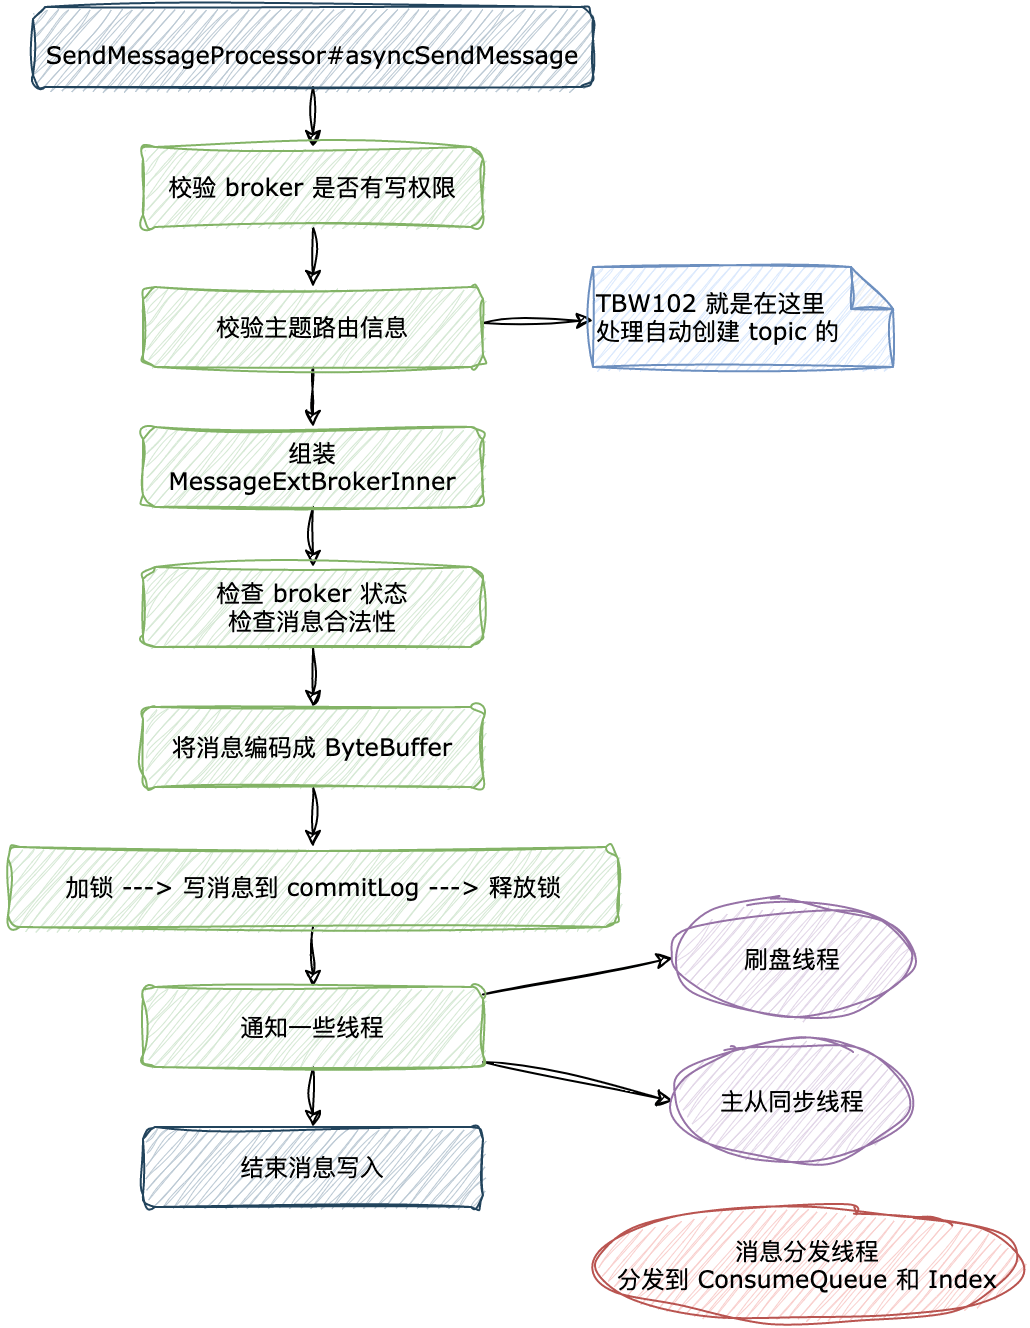 SendMessageProcessor#asyncSendMessage
校验 broker 是否有写权限
校验主题路由信息
TBW102 就是在这里
处理自动创建 topic 的
组装
MessageExtBrokerInner
检查 broker 状态
检查消息合法性
将消息编码成 ByteBuffer
加锁 ---> 写消息到 commitLog ---> 释放锁
通知一些线程
刷盘线程
主从同步线程
结束消息写入
消息分发线程
分发到 ConsumeQueue 和 Index